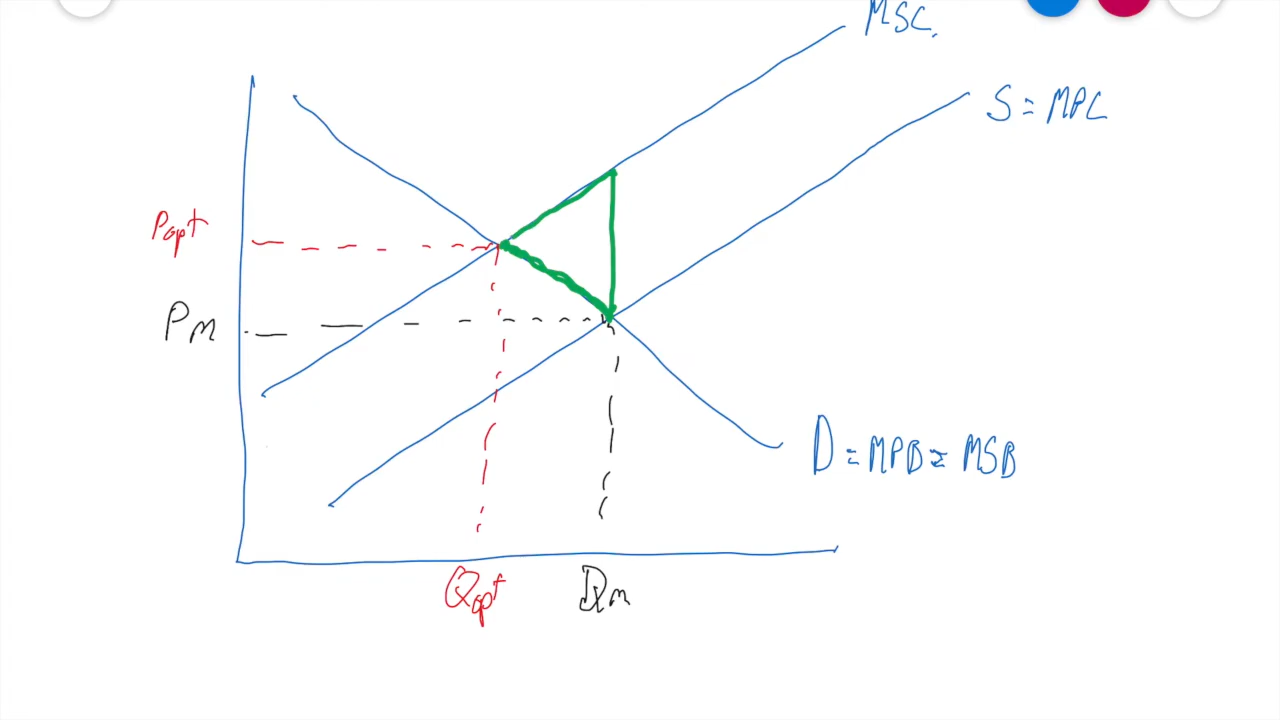 MSC.
S = MPC
Popt
Pm
D = MPB = MSB
Qopt
Qm